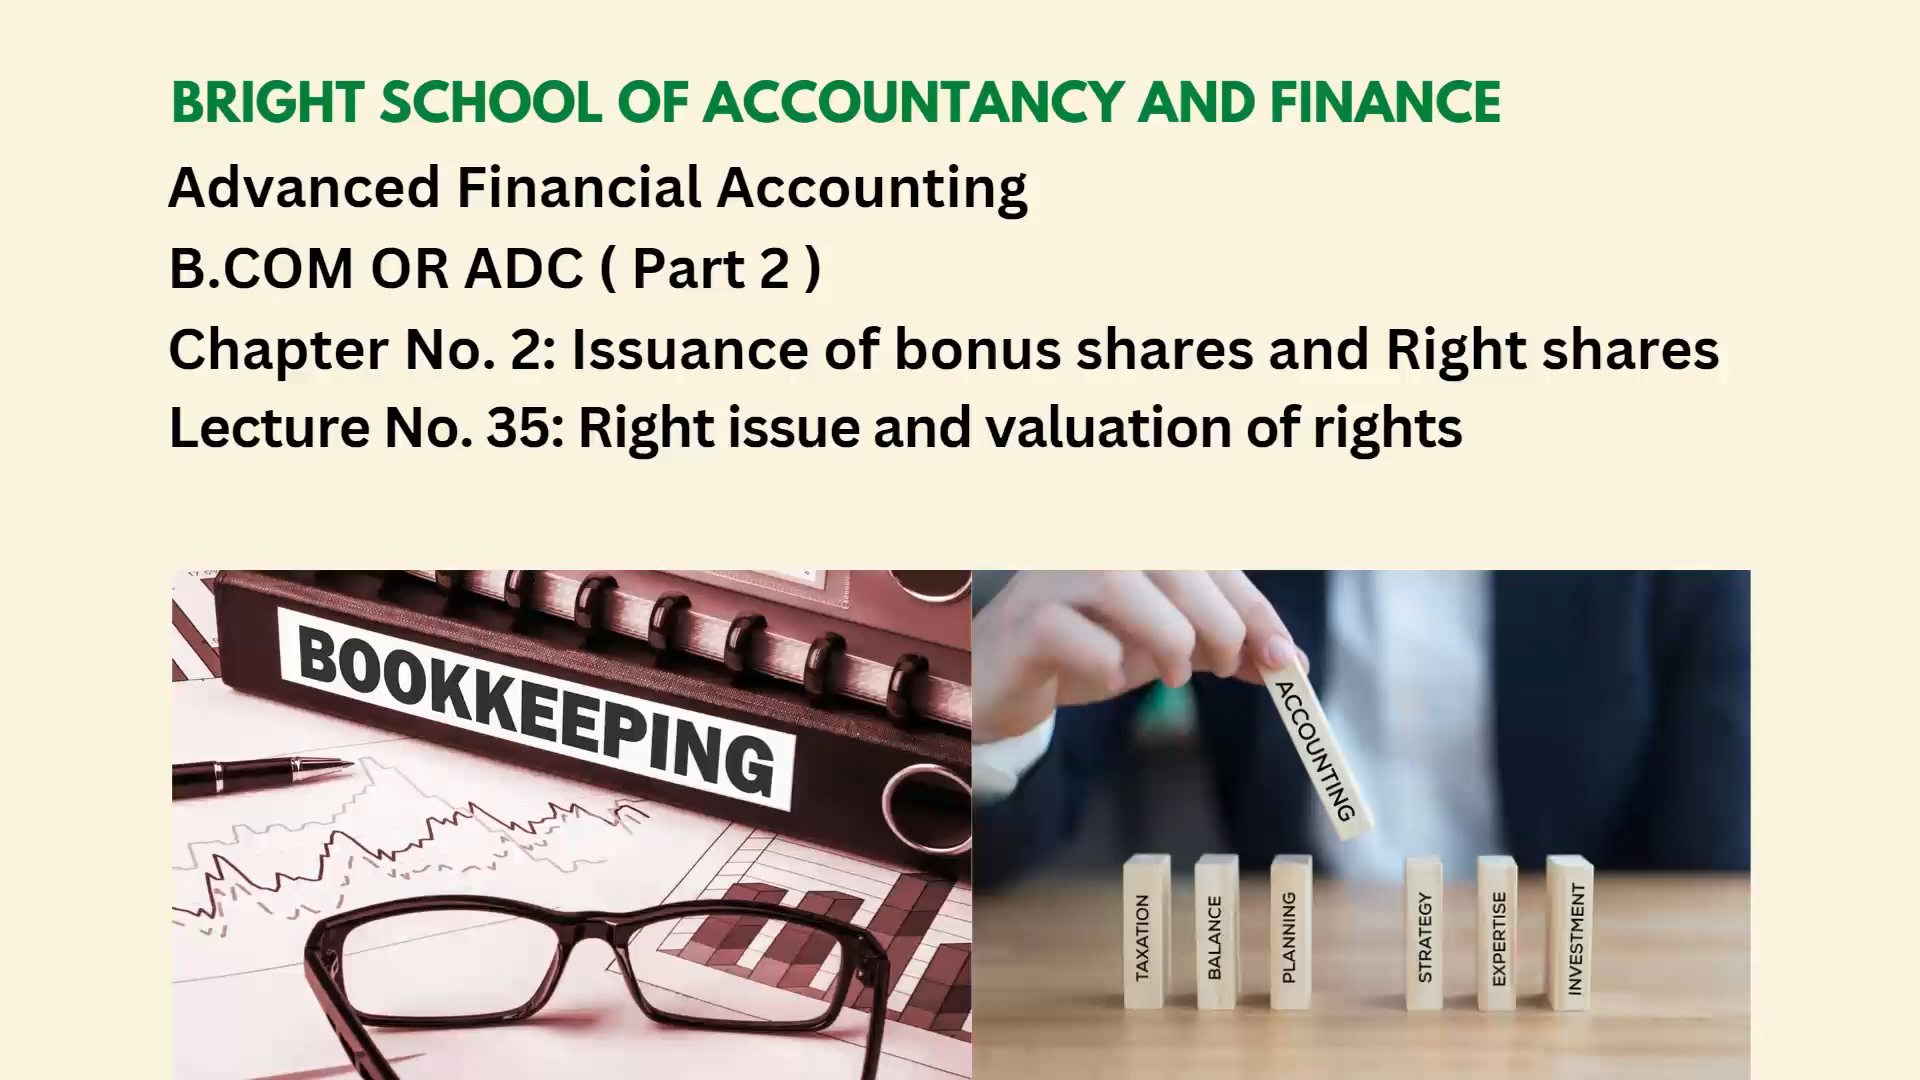 BRIGHT SCHOOL OF ACCOUNTANCY AND FINANCE
Advanced Financial Accounting
B.COM OR ADC ( Part 2 )
Chapter No. 2: Issuance of bonus shares and Right shares
Lecture No. 35: Right issue and valuation of rights
BOOKKEEPING
ACCOUNTING
TAXATION
BALANCE
PLANNING
STRATEGY
EXPERTISE
INVESTMENT